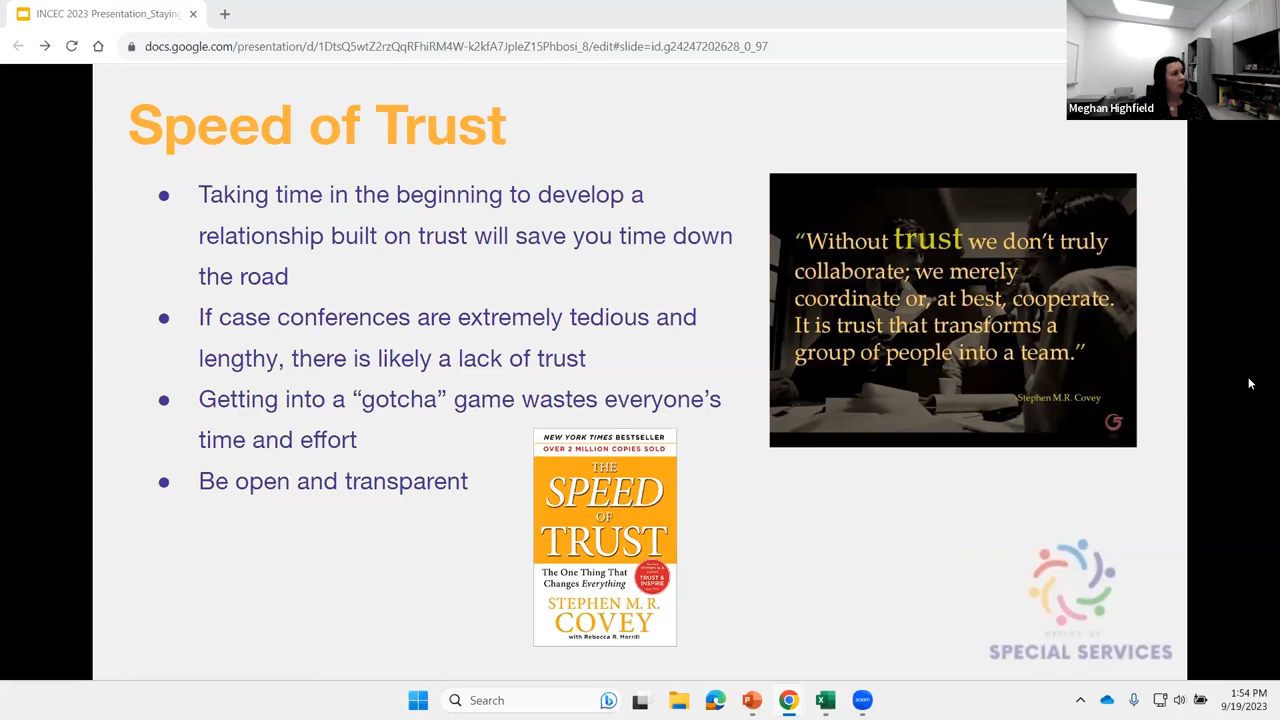 INCEC 2023 Presentation_Staying
docs.google.com/presentation/d/1DtsQ5wtZ2rzQqRFhiRM4W-k2kfA7JpleZ15Phbosi_8/edit#slide=id.g24247202628_0_97
Meghan Highfield
Speed of Trust
● Taking time in the beginning to develop a
relationship built on trust will save you time down
the road
● If case conferences are extremely tedious and
lengthy, there is likely a lack of trust
● Getting into a “gotcha” game wastes everyone’s
time and effort
● Be open and transparent
“Without trust we don’t truly
collaborate; we merely
coordinate or, at best, cooperate.
It is trust that transforms a
group of people into a team.”
-Stephen M.R. Covey
NEW YORK TIMES BESTSELLER
OVER 2 MILLION COPIES SOLD
THE
SPEED
OF
TRUST
The One Thing That
Changes Everything
TRUST &
INSPIRE
STEPHEN M. R.
COVEY
with Rebecca R. Merrill
OFFICE OF
SPECIAL SERVICES
Search
zoom
1:54 PM
9/19/2023